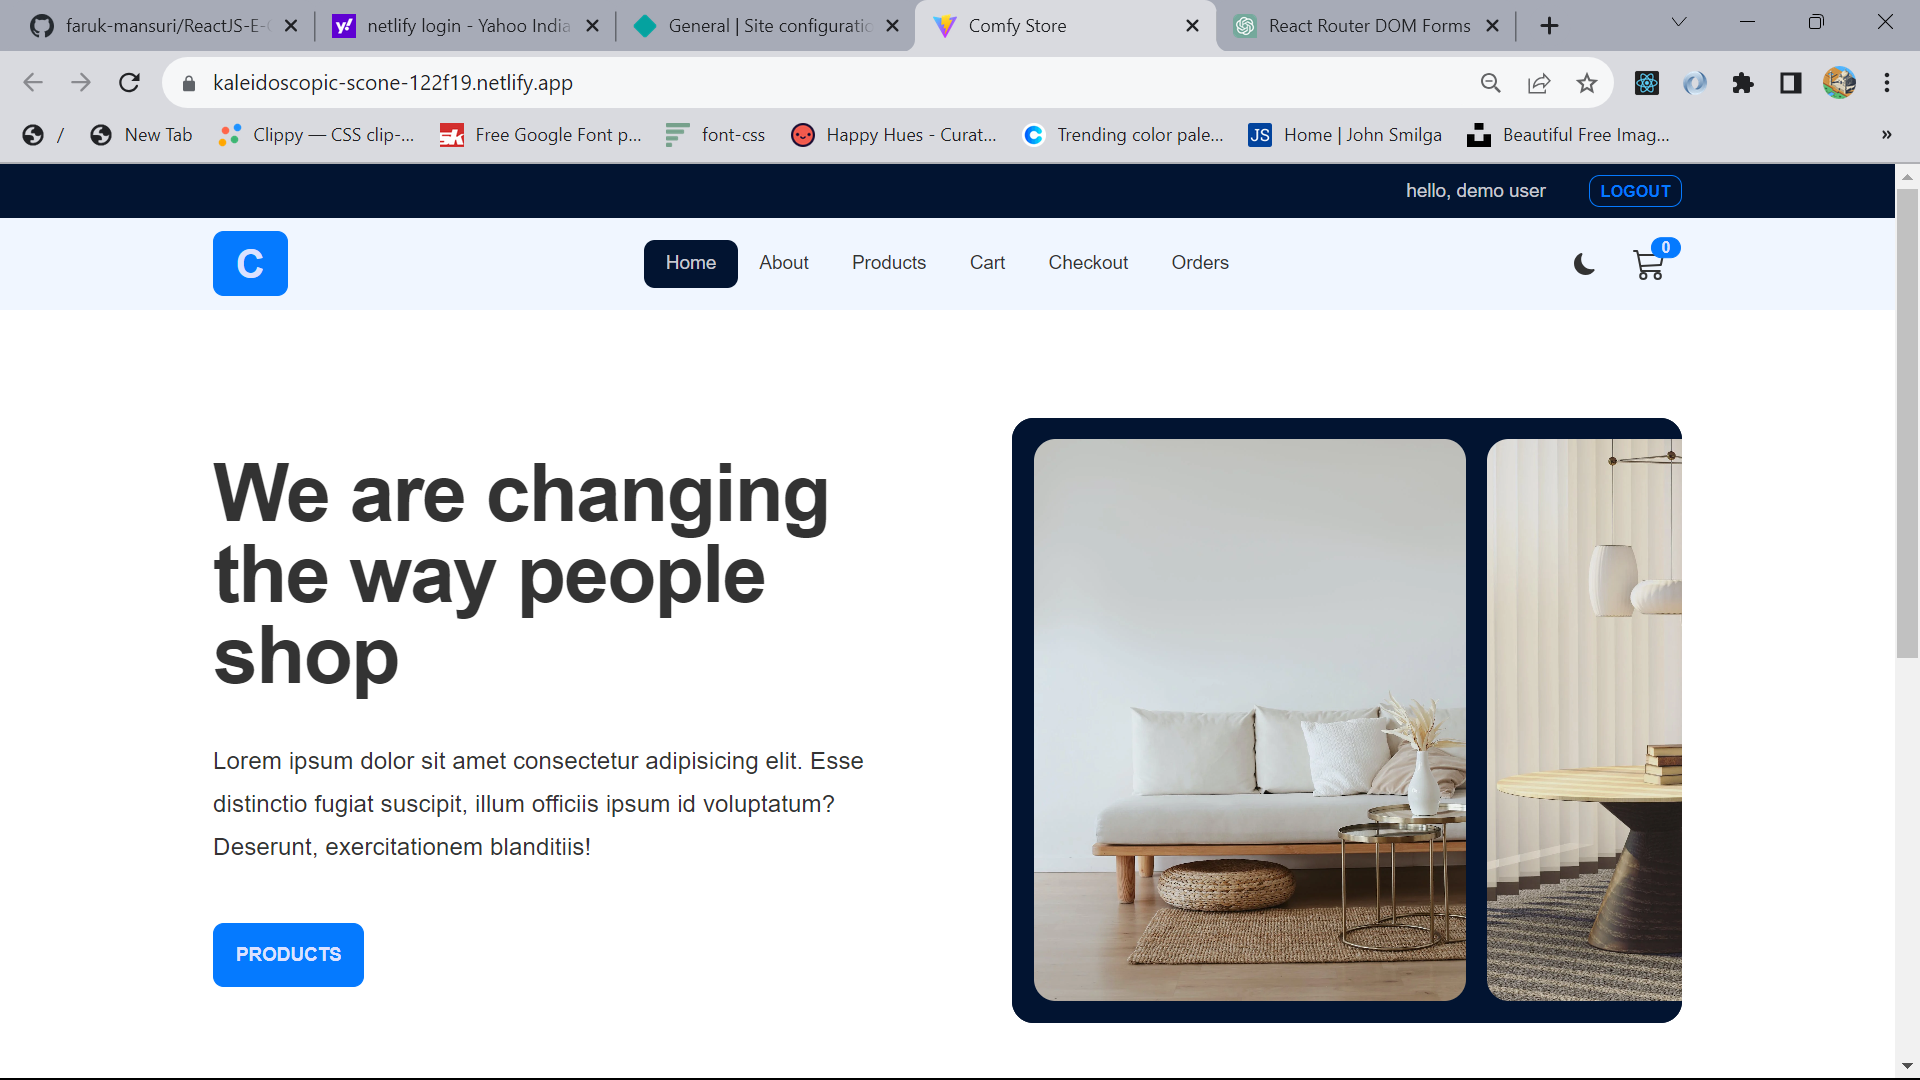 faruk-mansuri/ReactJS-E-C
netlify login - Yahoo India
General | Site configuratio
Comfy Store
React Router DOM Forms
kaleidoscopic-scone-122f19.netlify.app
/
New Tab
Clippy — CSS clip-...
Free Google Font p...
font-css
Happy Hues - Curat...
Trending color pale...
JS
Home | John Smilga
Beautiful Free Imag...
»
hello, demo user
LOGOUT
C
Home
About
Products
Cart
Checkout
Orders
0
We are changing
the way people
shop
Lorem ipsum dolor sit amet consectetur adipisicing elit. Esse
distinctio fugiat suscipit, illum officiis ipsum id voluptatum?
Deserunt, exercitationem blanditiis!
PRODUCTS